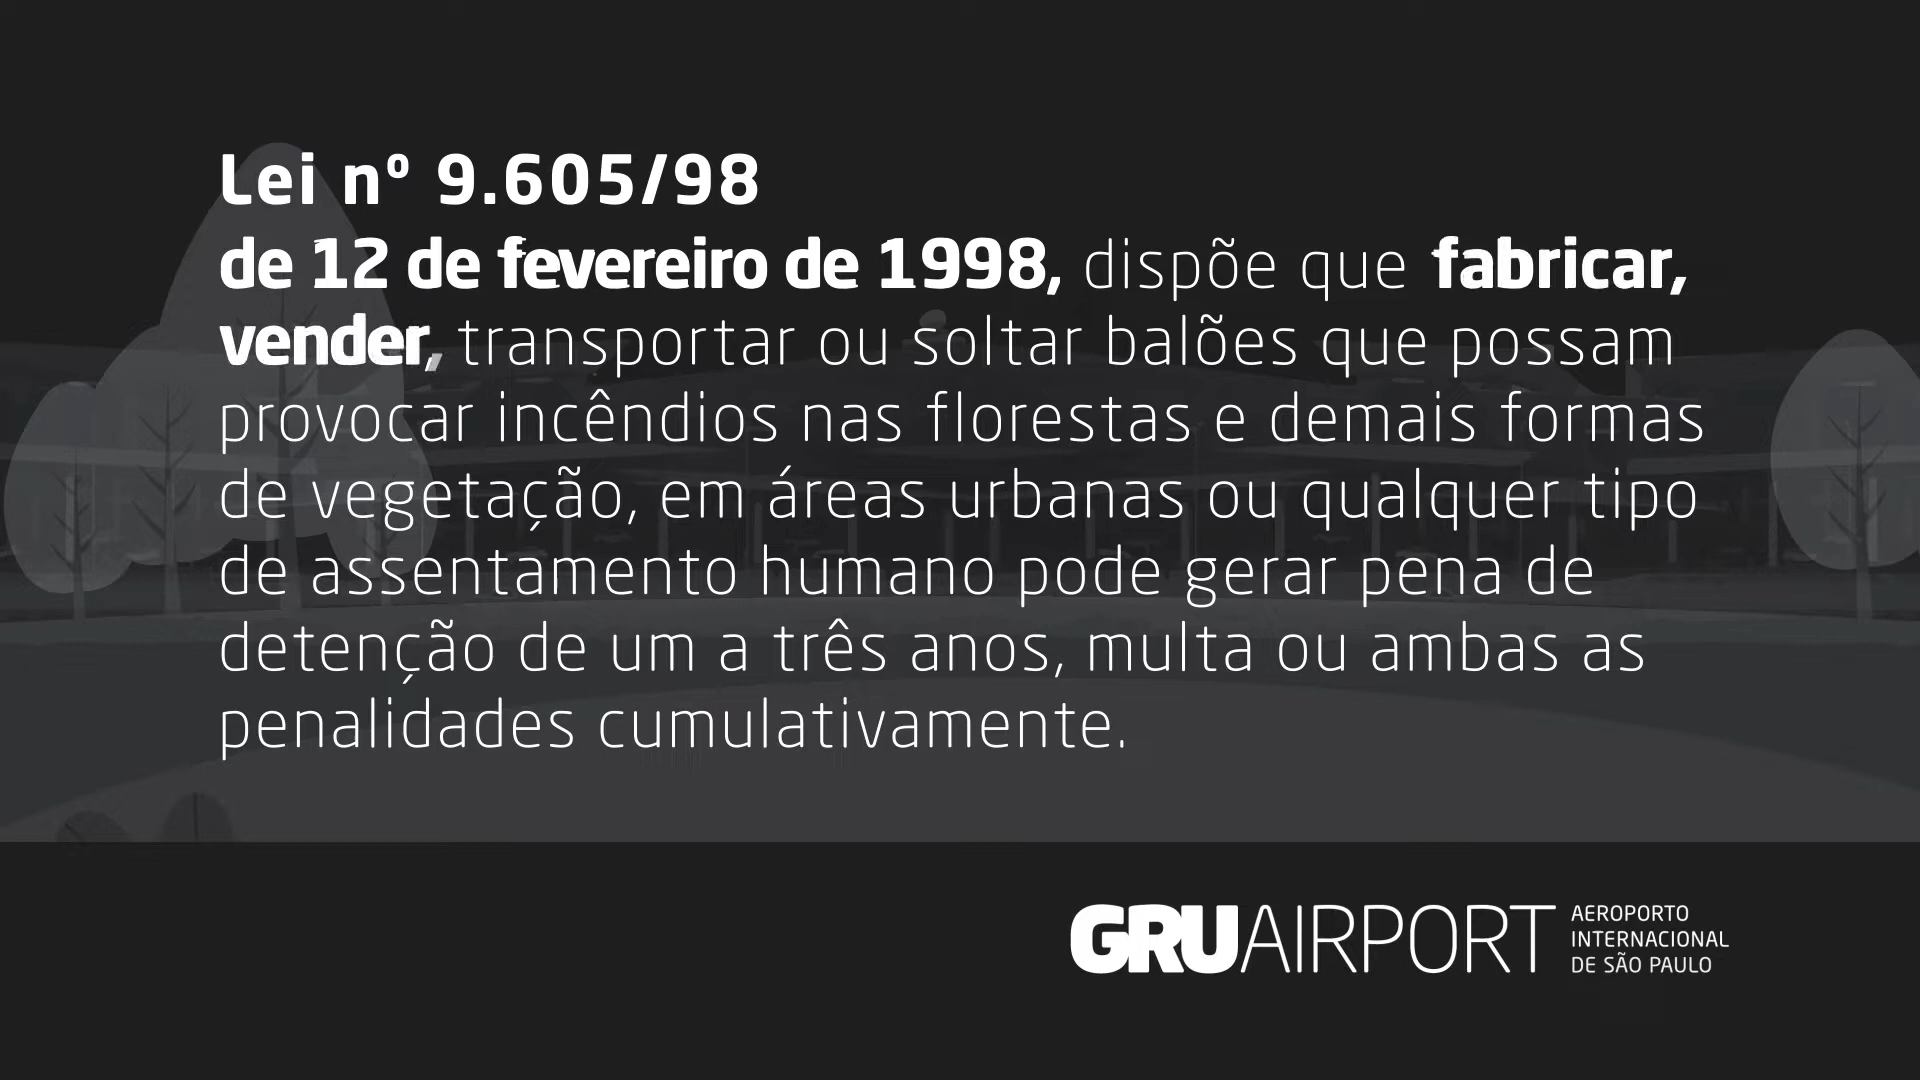 Lei nº 9.605/98
de 12 de fevereiro de 1998, dispõe que fabricar,
vender, transportar ou soltar balões que possam
provocar incêndios nas florestas e demais formas
de vegetação, em áreas urbanas ou qualquer tipo
de assentamento humano pode gerar pena de
detenção de um a três anos, multa ou ambas as
penalidades cumulativamente.
GRUAIRPORT
AEROPORTO
INTERNACIONAL
DE SÃO PAULO